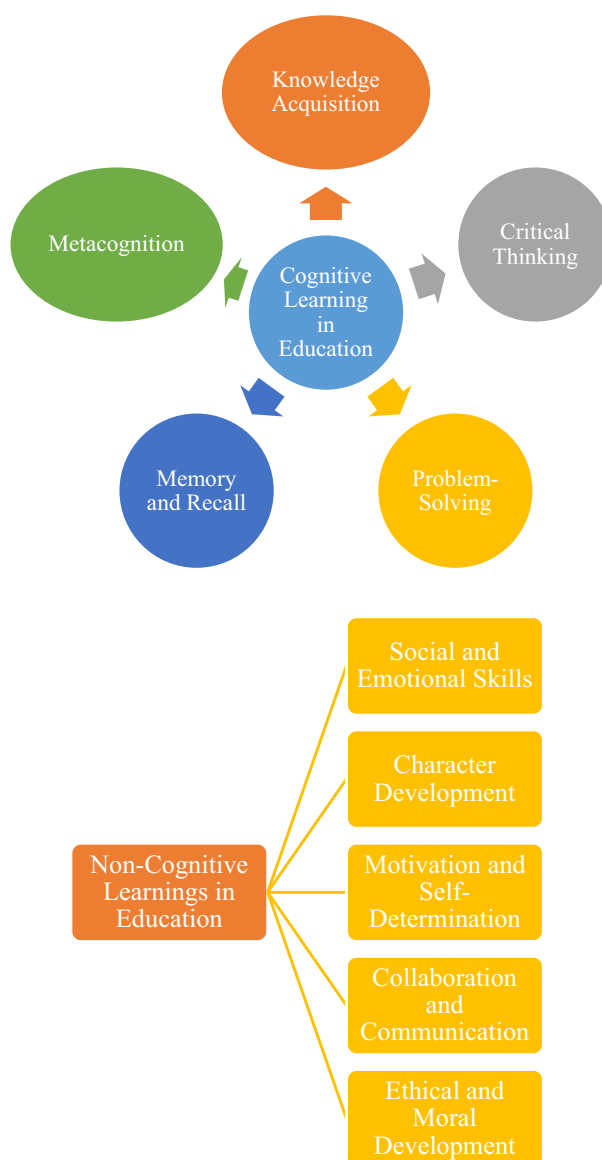 Knowledge
Acquisition
Metacognition
Critical
Thinking
Cognitive
Learning
in
Education
Memory
and Recall
Problem-
Solving
Social and
Emotional Skills
Character
Development
Non-Cognitive
Learnings in
Education
Motivation and
Self-
Determination
Collaboration
and
Communication
Ethical and
Moral
Development